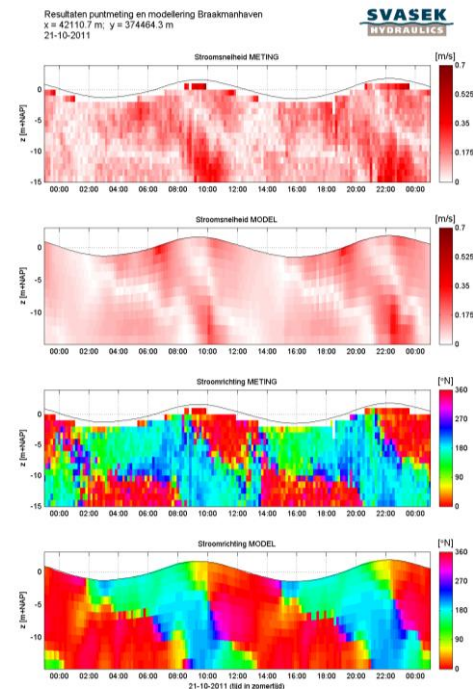 Resultaten puntmeting en modellering Braakmanhaven
x = 42110.7 m; y = 374464.3 m
21-10-2011
SVASEK
HYDRAULICS
Stroomsnelheid METING
[m/s]
0.7
0.525
0.35
0.175
0
z [m+NAP]
0
-5
-10
-15
00:00 02:00 04:00 06:00 08:00 10:00 12:00 14:00 16:00 18:00 20:00 22:00 00:00
Stroomsnelheid MODEL
[m/s]
0.7
0.525
0.35
0.175
0
z [m+NAP]
0
-5
-10
00:00 02:00 04:00 06:00 08:00 10:00 12:00 14:00 16:00 18:00 20:00 22:00 00:00
Stroomrichting METING
[°N]
360
270
180
90
0
z [m+NAP]
0
-5
-10
-15
00:00 02:00 04:00 06:00 08:00 10:00 12:00 14:00 16:00 18:00 20:00 22:00 00:00
Stroomrichting MODEL
[°N]
360
270
180
90
0
z [m+NAP]
0
-5
-10
00:00 02:00 04:00 06:00 08:00 10:00 12:00 14:00 16:00 18:00 20:00 22:00 00:00
21-10-2011 (tijd in zomertijd)